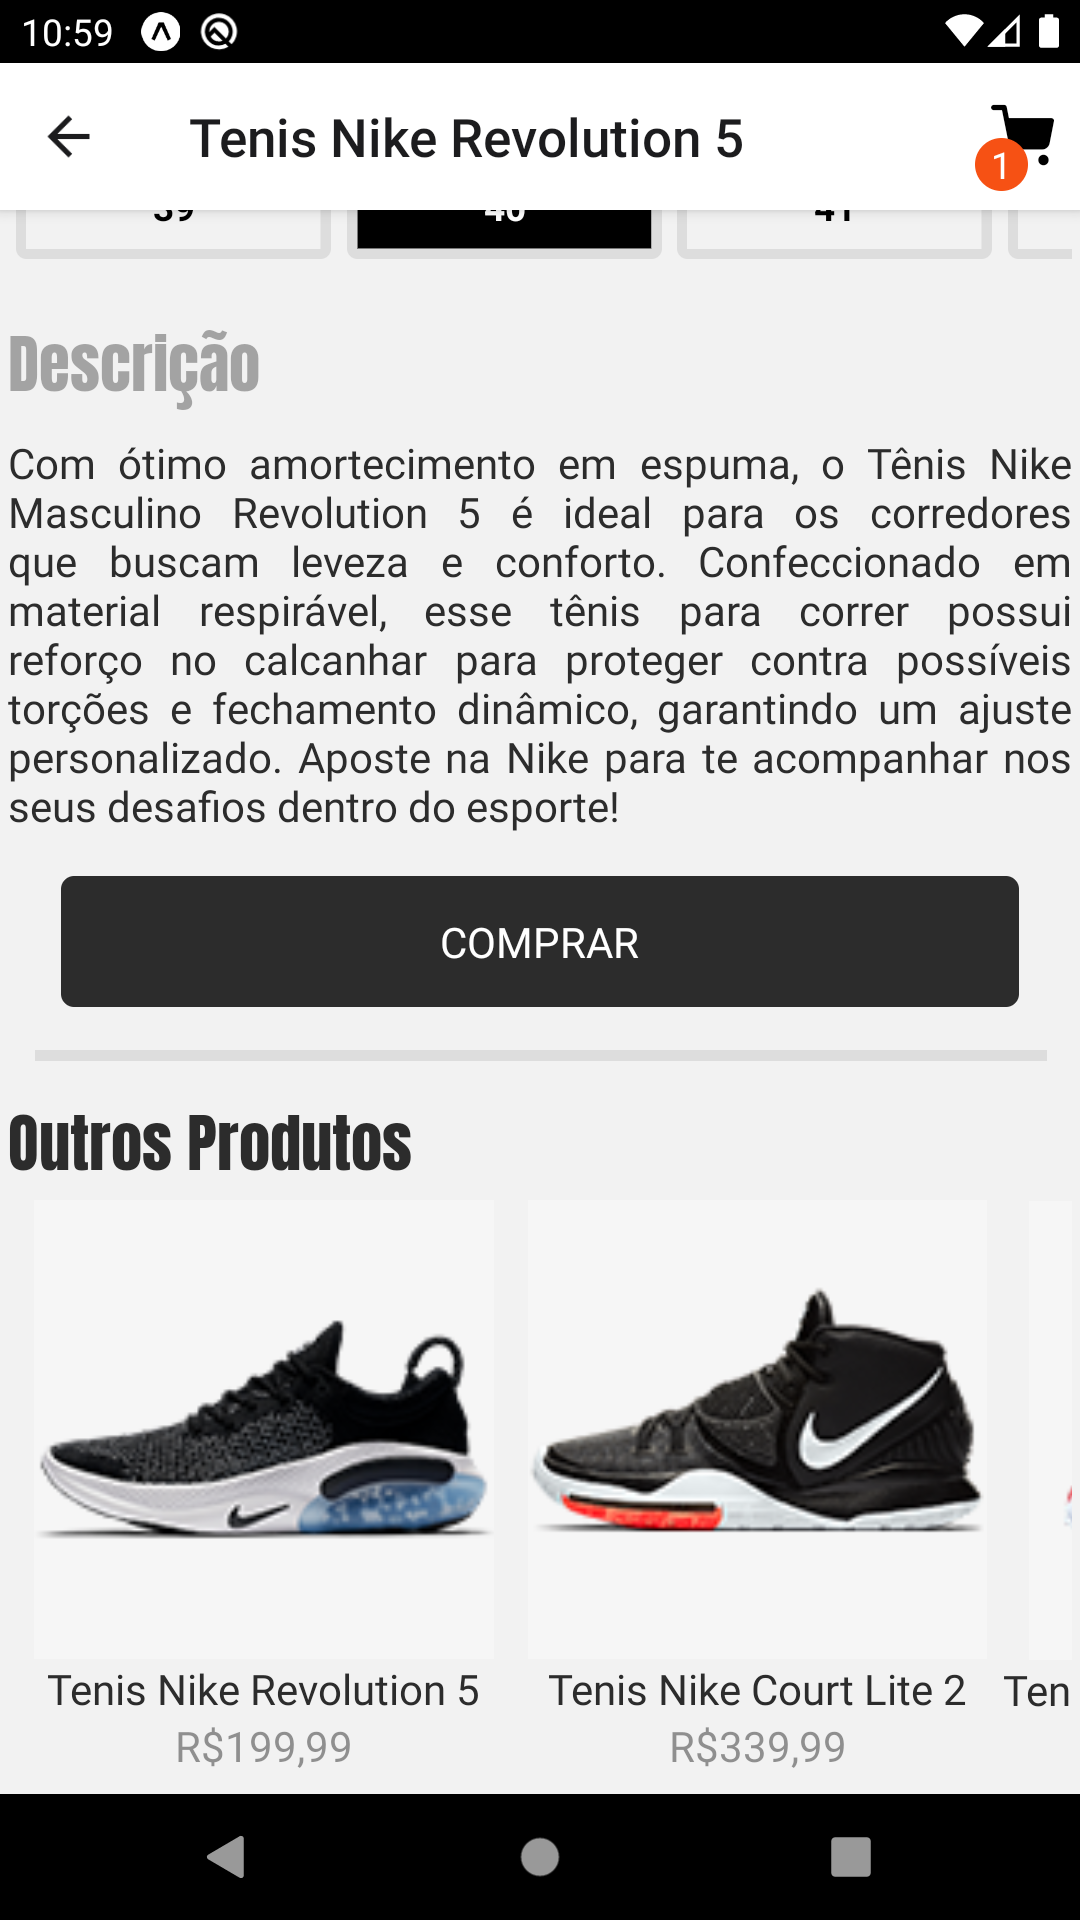 10:59
Tenis Nike Revolution 5
1
39 40 41
Descrição
Com ótimo amortecimento em espuma, o Tênis Nike
Masculino Revolution 5 é ideal para os corredores
que buscam leveza e conforto. Confeccionado em
material respirável, esse tênis para correr possui
reforço no calcanhar para proteger contra possíveis
torções e fechamento dinâmico, garantindo um ajuste
personalizado. Aposte na Nike para te acompanhar nos
seus desafios dentro do esporte!
COMPRAR
Outros Produtos
Tenis Nike Revolution 5 Tenis Nike Court Lite 2 Ten
R$199,99 R$339,99